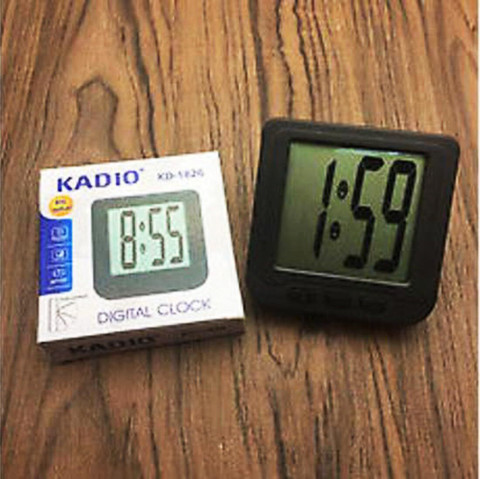 KADIO KD-1826
8:55
DIGITAL CLOCK
KADIO
1:59